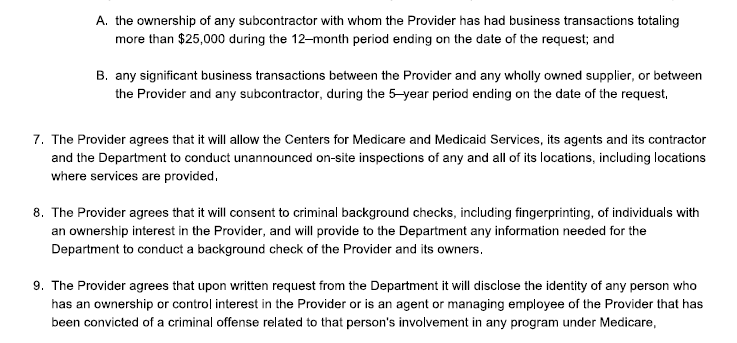 A. the ownership of any subcontractor with whom the Provider has had business transactions totaling
more than $25,000 during the 12–month period ending on the date of the request; and
B. any significant business transactions between the Provider and any wholly owned supplier, or between
the Provider and any subcontractor, during the 5–year period ending on the date of the request.
7. The Provider agrees that it will allow the Centers for Medicare and Medicaid Services, its agents and its contractor
and the Department to conduct unannounced on-site inspections of any and all of its locations, including locations
where services are provided.
8. The Provider agrees that it will consent to criminal background checks, including fingerprinting, of individuals with
an ownership interest in the Provider, and will provide to the Department any information needed for the
Department to conduct a background check of the Provider and its owners.
9. The Provider agrees that upon written request from the Department it will disclose the identity of any person who
has an ownership or control interest in the Provider or is an agent or managing employee of the Provider that has
been convicted of a criminal offense related to that person's involvement in any program under Medicare,